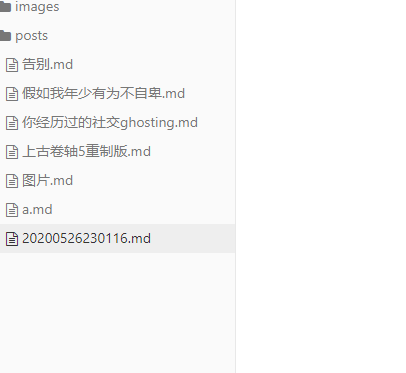 images
posts
告别.md
假如我年少有为不自卑.md
你经历过的社交ghosting.md
上古卷轴5重制版.md
图片.md
a.md
20200526230116.md